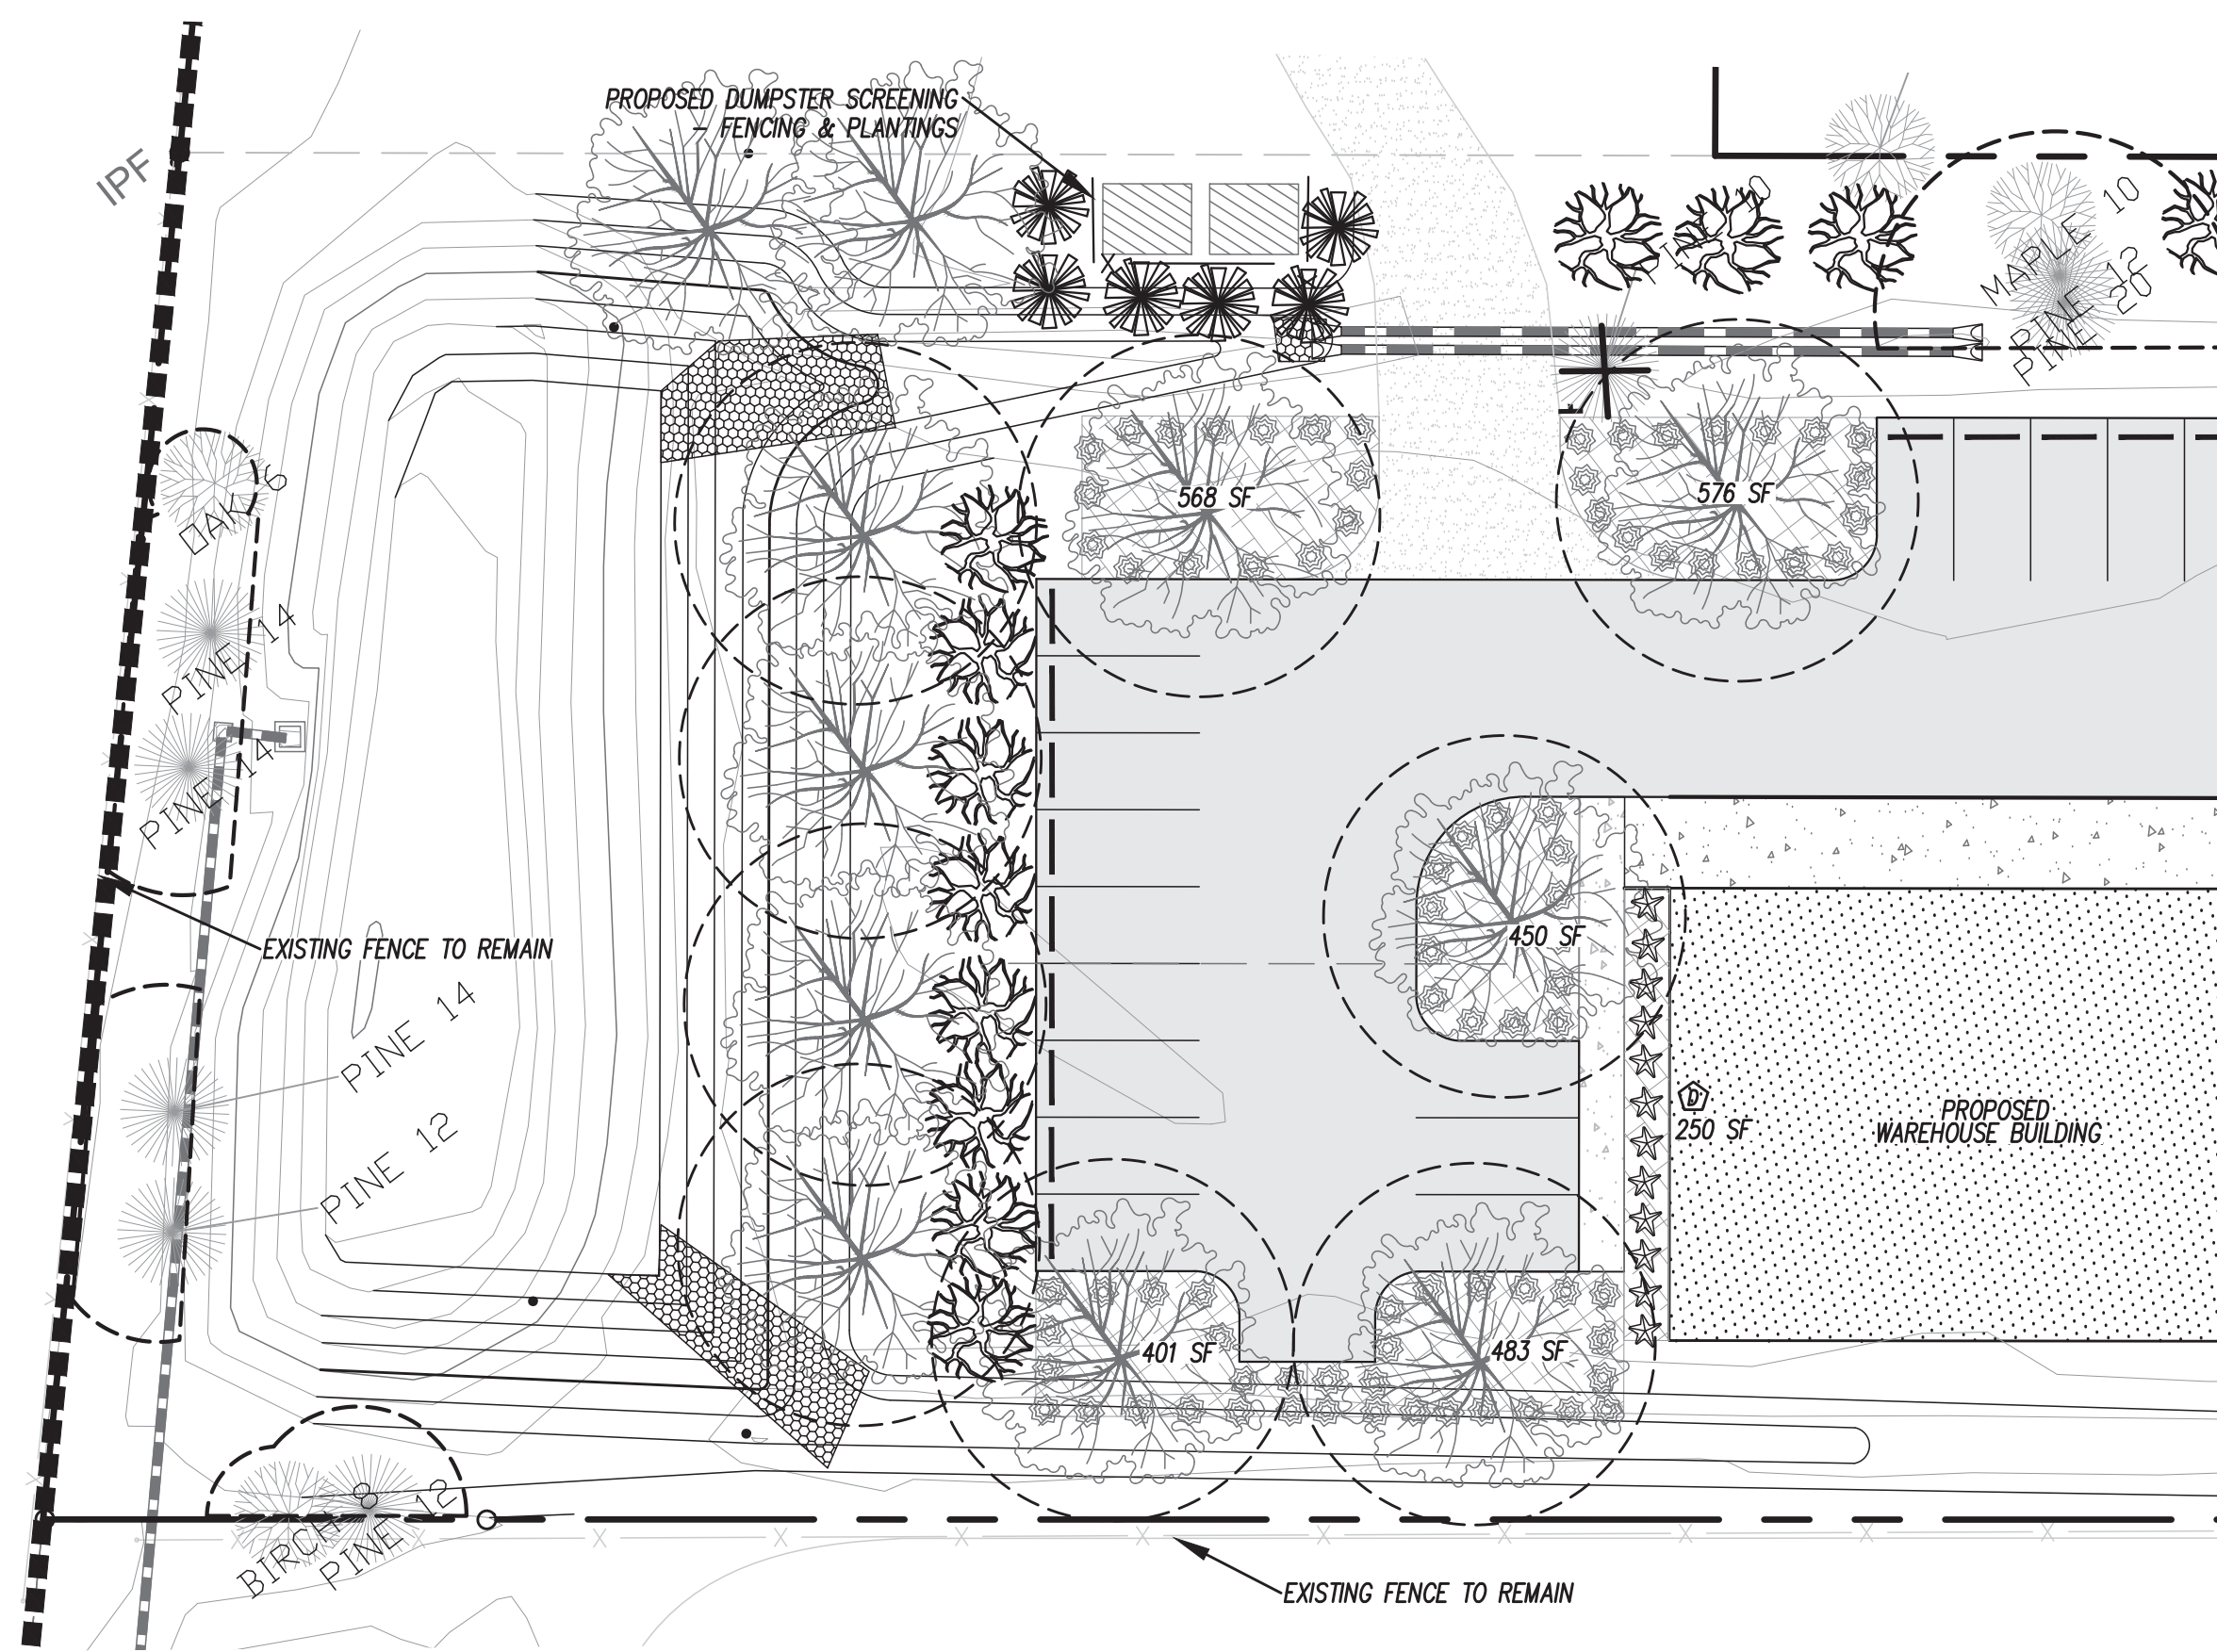 PROPOSED DUMPSTER SCREENING
- FENCING & PLANTINGS
IPF
10
MAPLE 10
PINE 12
PINE 20
OAK 6
568 SF
576 SF
PINE 14
PINE 14
450 SF
EXISTING FENCE TO REMAIN
PINE 14
PINE 12
D
250 SF
PROPOSED
WAREHOUSE BUILDING
401 SF
483 SF
BIRCH 8
PINE 12
EXISTING FENCE TO REMAIN